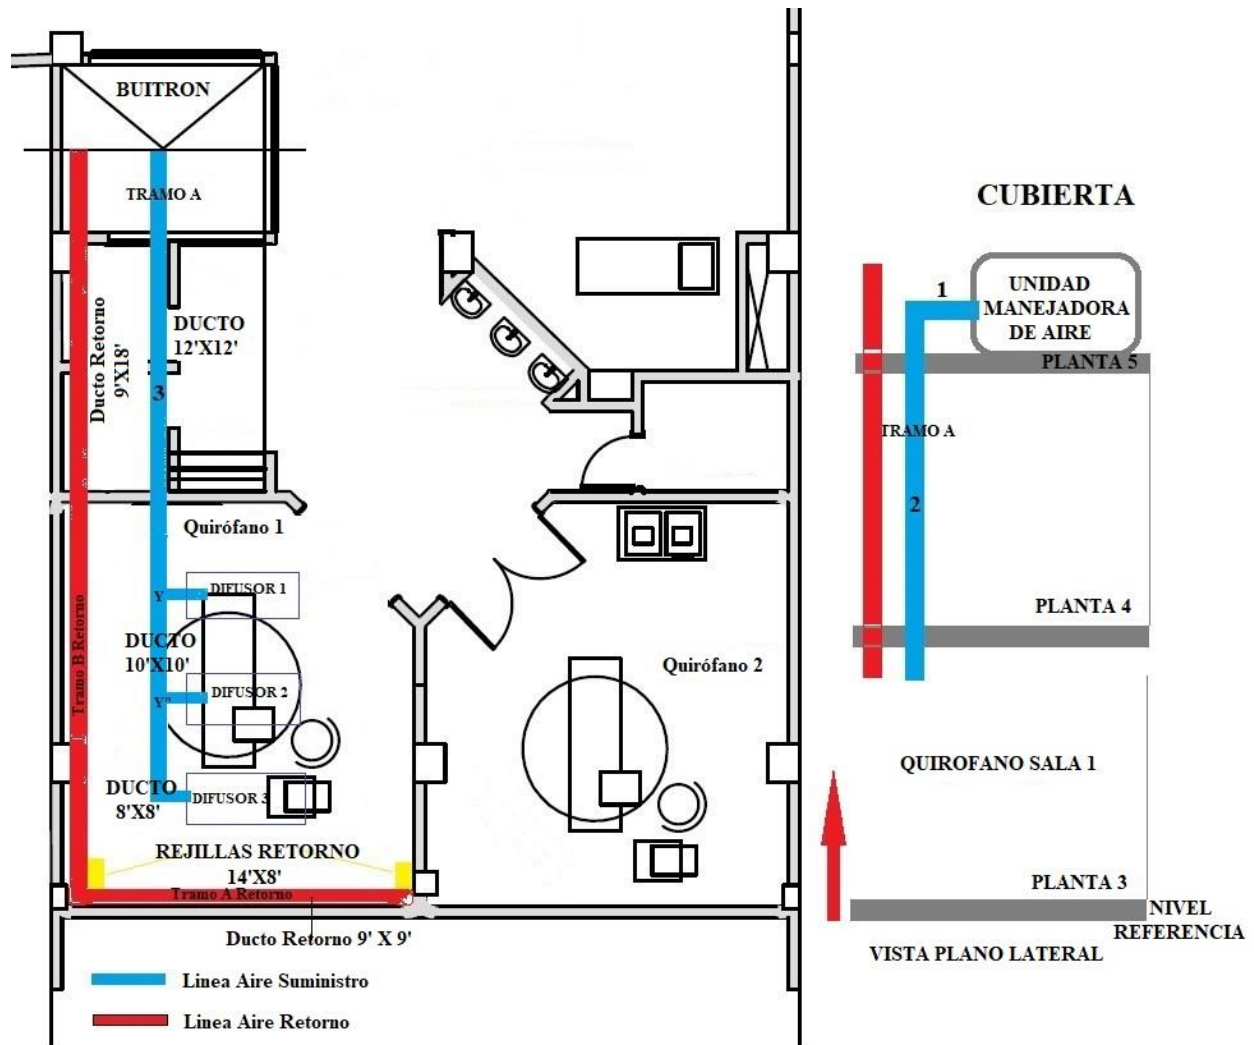 BUITRON
TRAMO A
Ducto Retorno
9'X18'
DUCTO
12'X12'
3
Quirófano 1
DIFUSOR 1
Y
DUCTO
10'X10'
Tramo B Retorno
DIFUSOR 2
Y"
DUCTO
8'X8'
DIFUSOR 3
REJILLAS RETORNO
14'X8'
Tramo A Retorno
Ducto Retorno 9' X 9'
Linea Aire Suministro
Linea Aire Retorno
Quirófano 2
CUBIERTA
1
UNIDAD
MANEJADORA
DE AIRE
PLANTA 5
TRAMO A
2
PLANTA 4
QUIROFANO SALA 1
PLANTA 3
NIVEL
REFERENCIA
VISTA PLANO LATERAL